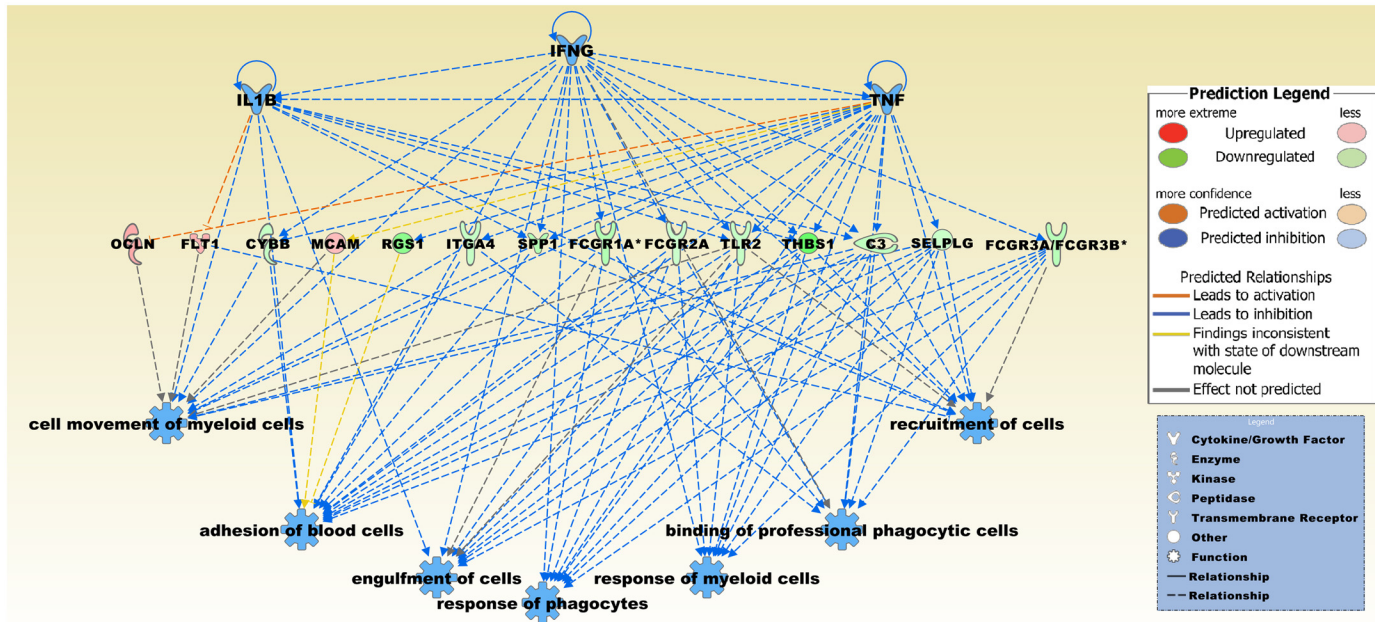 IFNG
IL1B
TNF
OCLN
FLT1
CYBB
MCAM
RGS1
ITGA4
SPP1
FCGR1A*
FCGR2A
TLR2
THBS1
C3
SELPLG
FCGR3A/FCGR3B*
cell movement of myeloid cells
recruitment of cells
adhesion of blood cells
binding of professional phagocytic cells
engulfment of cells
response of myeloid cells
response of phagocytes
Prediction Legend
more extreme less
Upregulated
Downregulated
more confidence less
Predicted activation
Predicted inhibition
Predicted Relationships
Leads to activation
Leads to inhibition
Findings inconsistent
with state of downstream
molecule
Effect not predicted
Legend
Cytokine/Growth Factor
Enzyme
Kinase
Peptidase
Transmembrane Receptor
Other
Function
Relationship
Relationship